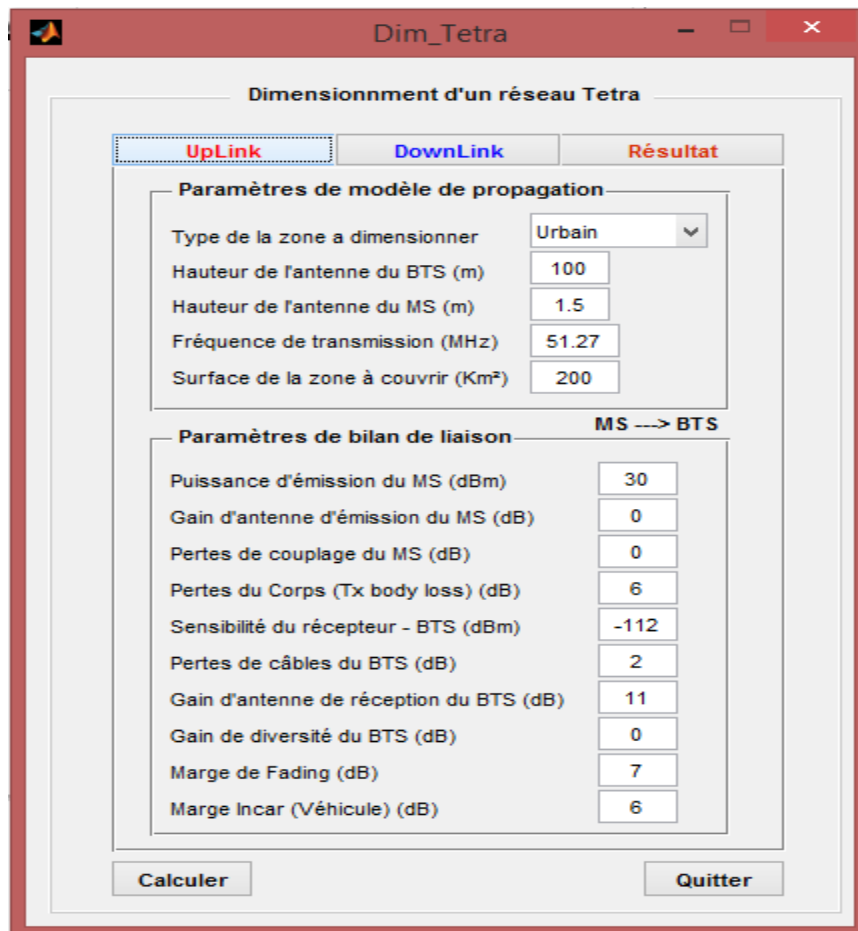 Dim_Tetra
Dimensionnment d'un réseau Tetra
UpLink DownLink Résultat
Paramètres de modèle de propagation
Type de la zone a dimensionner Urbain
Hauteur de l'antenne du BTS (m) 100
Hauteur de l'antenne du MS (m) 1.5
Fréquence de transmission (MHz) 51.27
Surface de la zone à couvrir (Km²) 200
MS ---> BTS
Paramètres de bilan de liaison
Puissance d'émission du MS (dBm) 30
Gain d'antenne d'émission du MS (dB) 0
Pertes de couplage du MS (dB) 0
Pertes du Corps (Tx body loss) (dB) 6
Sensibilité du récepteur - BTS (dBm) -112
Pertes de câbles du BTS (dB) 2
Gain d'antenne de réception du BTS (dB) 11
Gain de diversité du BTS (dB) 0
Marge de Fading (dB) 7
Marge Incar (Véhicule) (dB) 6
Calculer Quitter